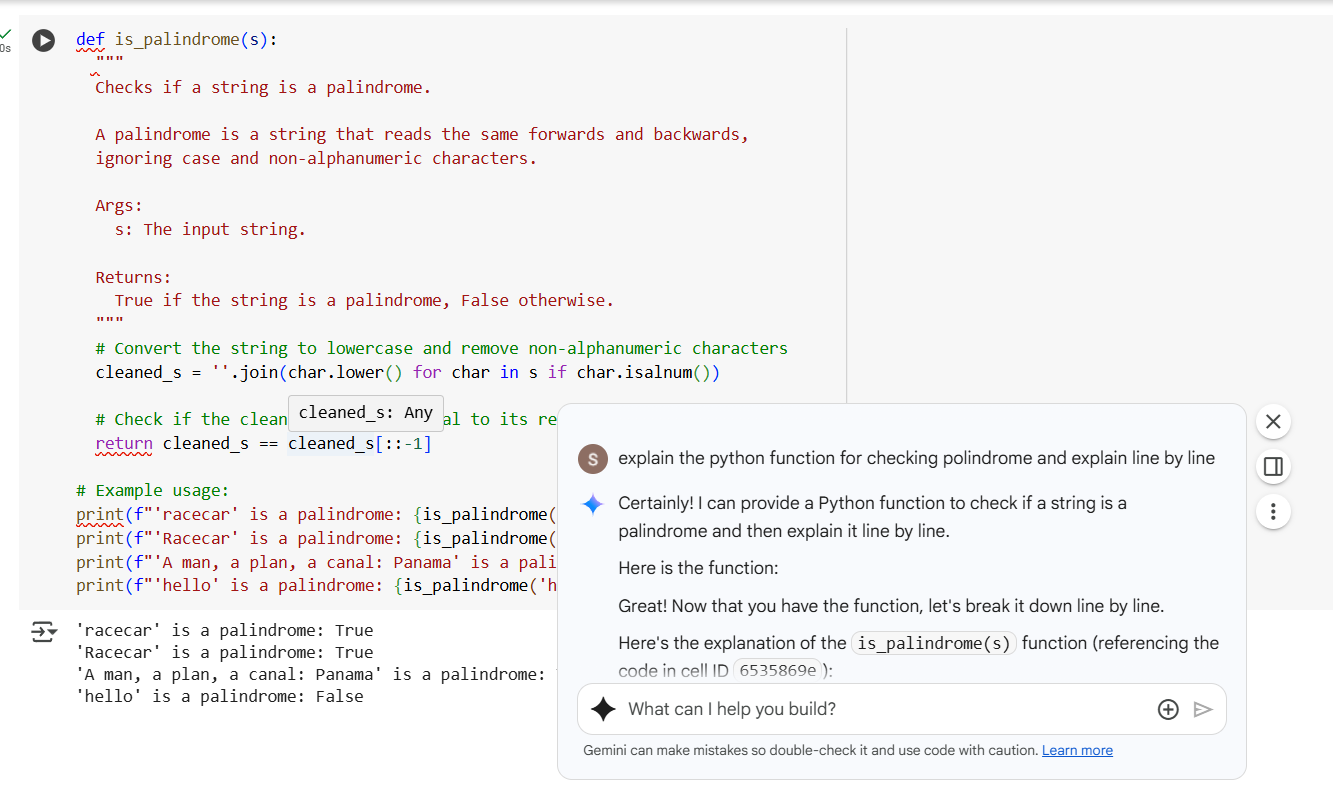 0s
def is_palindrome(s):
"""
Checks if a string is a palindrome.
A palindrome is a string that reads the same forwards and backwards,
ignoring case and non-alphanumeric characters.
Args:
s: The input string.
Returns:
True if the string is a palindrome, False otherwise.
"""
# Convert the string to lowercase and remove non-alphanumeric characters
cleaned_s = ''.join(char.lower() for char in s if char.isalnum())
cleaned_s: Any
# Check if the clean al to its re
return cleaned_s == cleaned_s[::-1]
# Example usage:
print(f"'racecar' is a palindrome: {is_palindrome(
print(f"'Racecar' is a palindrome: {is_palindrome(
print(f"'A man, a plan, a canal: Panama' is a pali
print(f"'hello' is a palindrome: {is_palindrome('h
'racecar' is a palindrome: True
'Racecar' is a palindrome: True
'A man, a plan, a canal: Panama' is a palindrome:
'hello' is a palindrome: False
S
explain the python function for checking polindrome and explain line by line
Certainly! I can provide a Python function to check if a string is a
palindrome and then explain it line by line.
Here is the function:
Great! Now that you have the function, let's break it down line by line.
Here's the explanation of the is_palindrome(s) function (referencing the
code in cell ID 6535869e):
What can I help you build?
Gemini can make mistakes so double-check it and use code with caution. Learn more